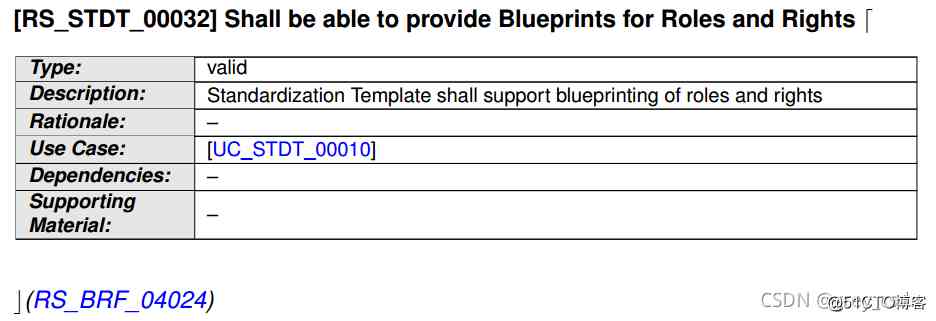 [RS_STDT_00032] Shall be able to provide Blueprints for Roles and Rights ⌈
Type: valid
Description: Standardization Template shall support blueprinting of roles and rights
Rationale: –
Use Case: [UC_STDT_00010]
Dependencies: –
Supporting Material: –
⌋(RS_BRF_04024)
CSDN @51CTO博客